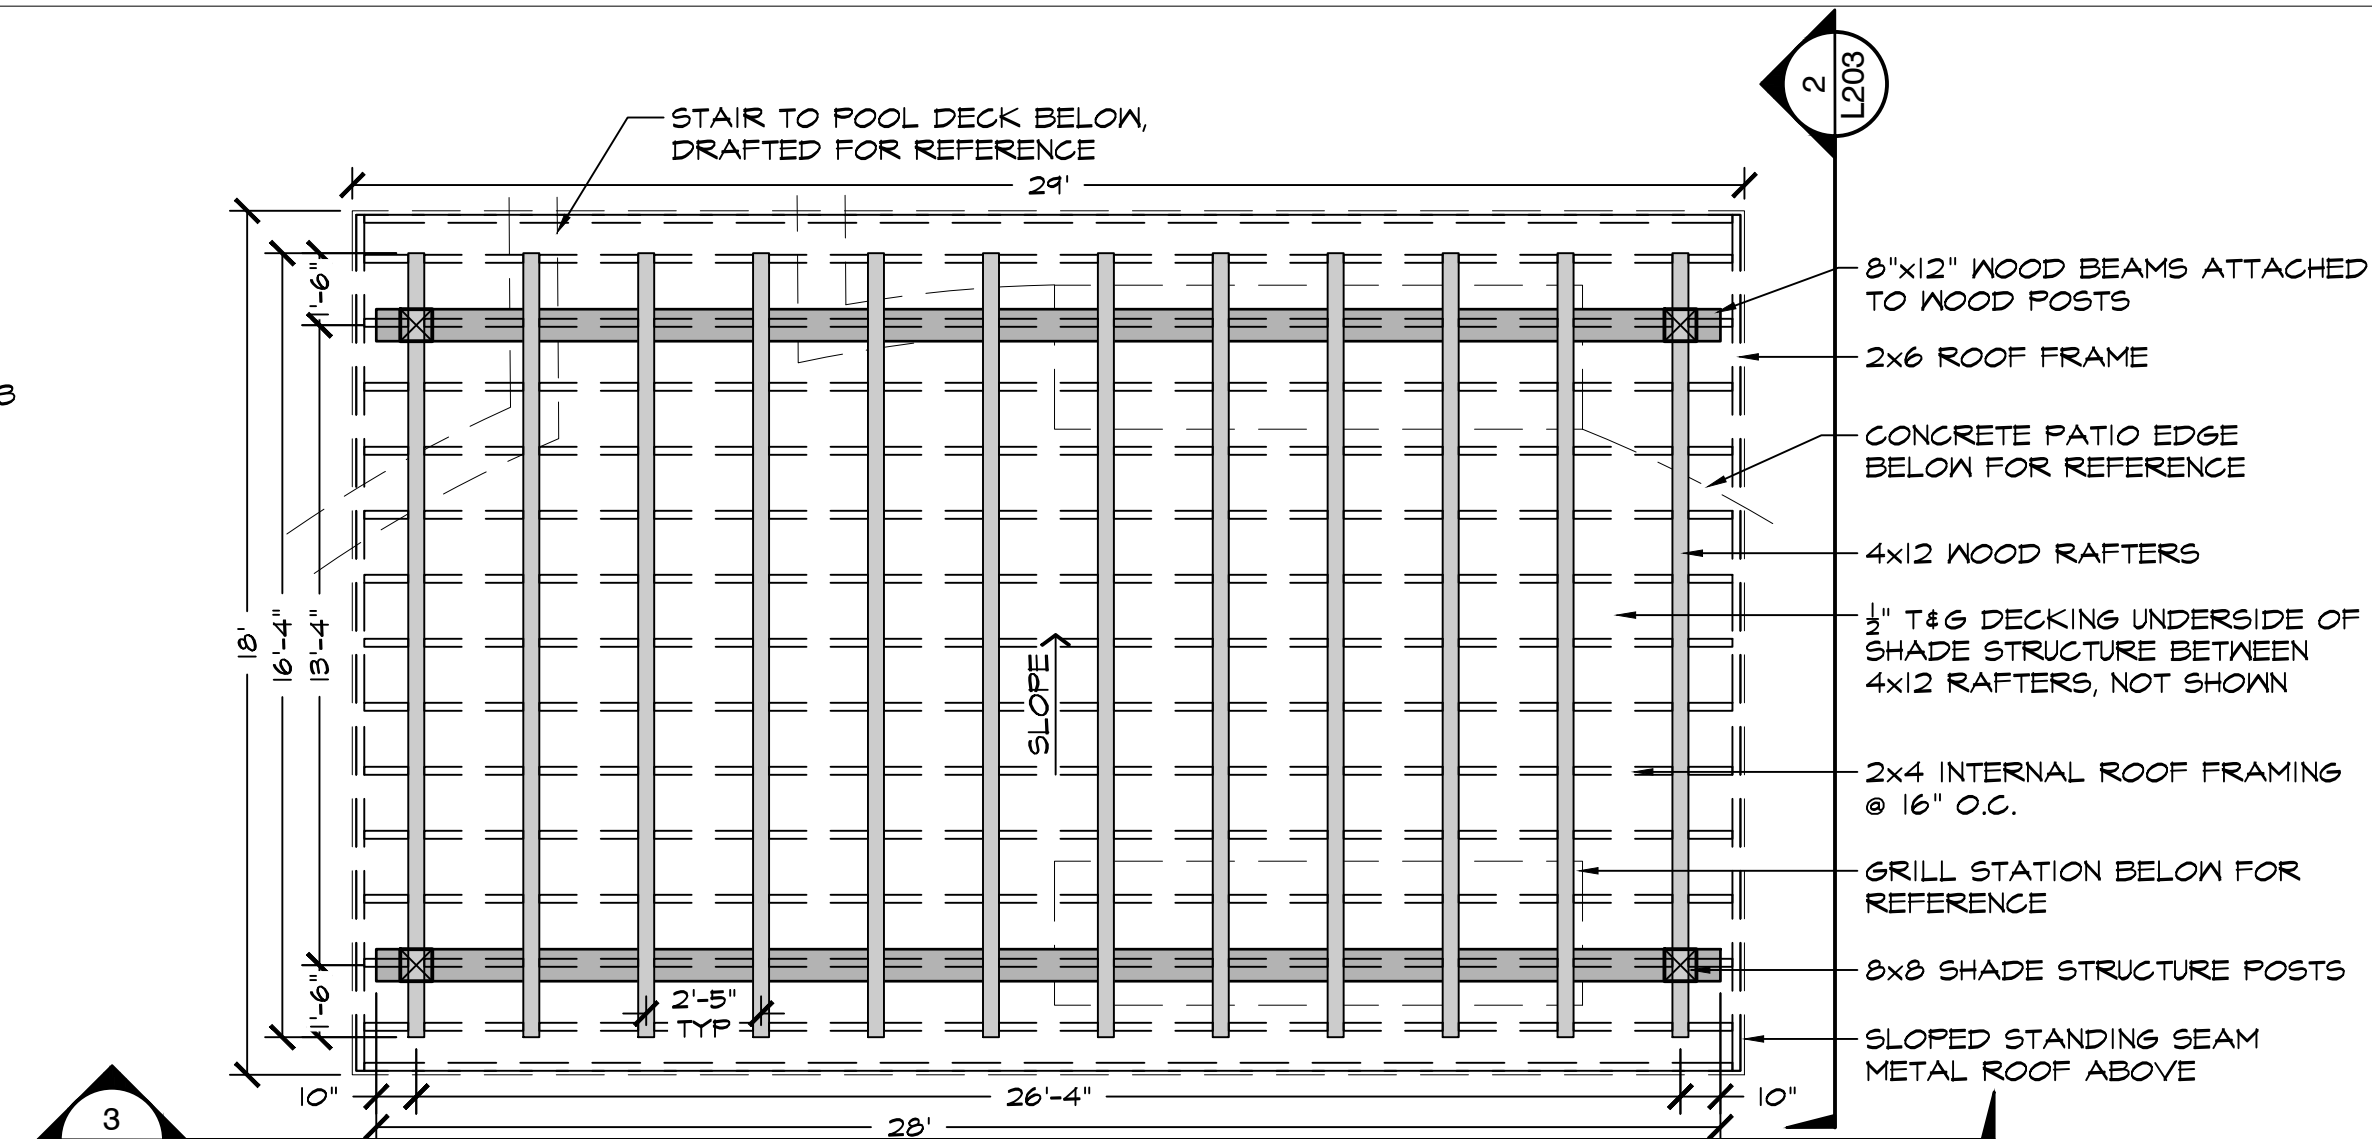 2
L203
STAIR TO POOL DECK BELOW,
DRAFTED FOR REFERENCE
29'
8"x12" WOOD BEAMS ATTACHED
TO WOOD POSTS
2x6 ROOF FRAME
B
CONCRETE PATIO EDGE
BELOW FOR REFERENCE
4x12 WOOD RAFTERS
½" T&G DECKING UNDERSIDE OF
SHADE STRUCTURE BETWEEN
4x12 RAFTERS, NOT SHOWN
1'-6"
18'
16'-4"
13'-4"
SLOPE
2x4 INTERNAL ROOF FRAMING
@ 16" O.C.
GRILL STATION BELOW FOR
REFERENCE
8x8 SHADE STRUCTURE POSTS
1'-6"
2'-5"
TYP
SLOPED STANDING SEAM
METAL ROOF ABOVE
10"
26'-4"
10"
28'
3